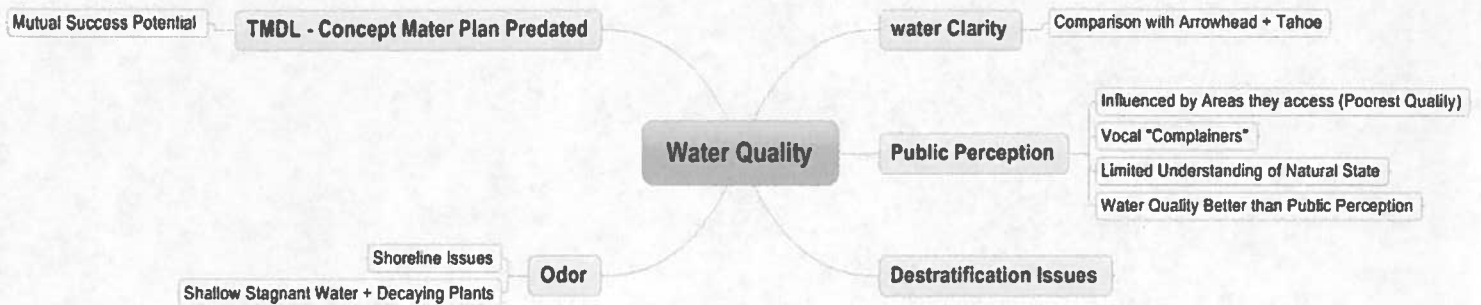 Mutual Success Potential
TMDL - Concept Mater Plan Predated
water Clarity
Comparison with Arrowhead + Tahoe
Water Quality
Public Perception
Influenced by Areas they access (Poorest Quality)
Vocal "Complainers"
Limited Understanding of Natural State
Water Quality Better than Public Perception
Shoreline Issues
Shallow Stagnant Water + Decaying Plants
Odor
Destratification Issues